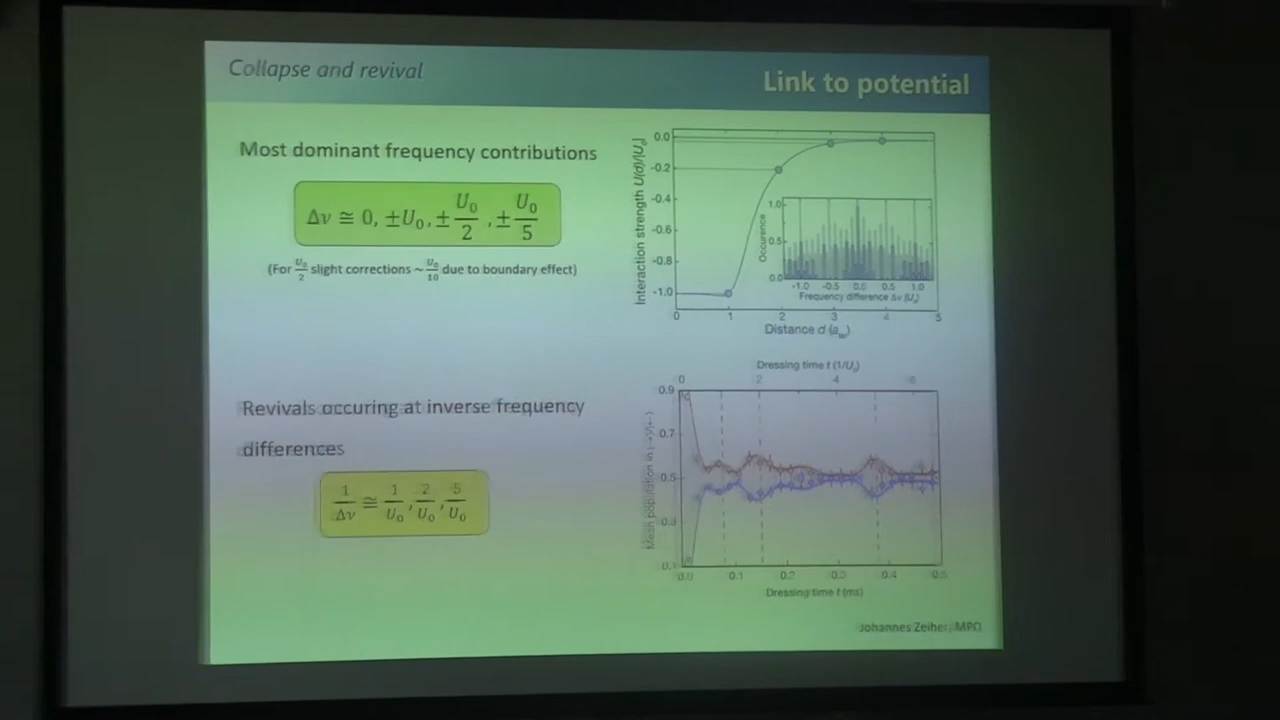 Collapse and revival
Link to potential
Most dominant frequency contributions
Δν ≅ 0, ±U₀, ± U₀/2 , ± U₀/5
(For U₀/2 slight corrections ~ U₀/10 due to boundary effect)
Interaction strength U(d)/|U₀|
0.0
-0.2
-0.4
-0.6
-0.8
-1.0
0 1 2 3 4 5
Distance d (a
Occurence
1.0
0.5
0.0
-1.0 -0.5 0.0 0.5 1.0
Frequency difference Δν (U₀)
Revivals occuring at inverse frequency
differences
1/Δν ≅ 1/U₀ , 2/U₀ , 5/U₀
Dressing time t (1/U₀)
0 2 4 6
Mean population in
0.9
0.7
0.5
0.3
0.1
0.0 0.1 0.2 0.3 0.4 0.5
Dressing time t (ms)
Johannes Zeiher, MPQ